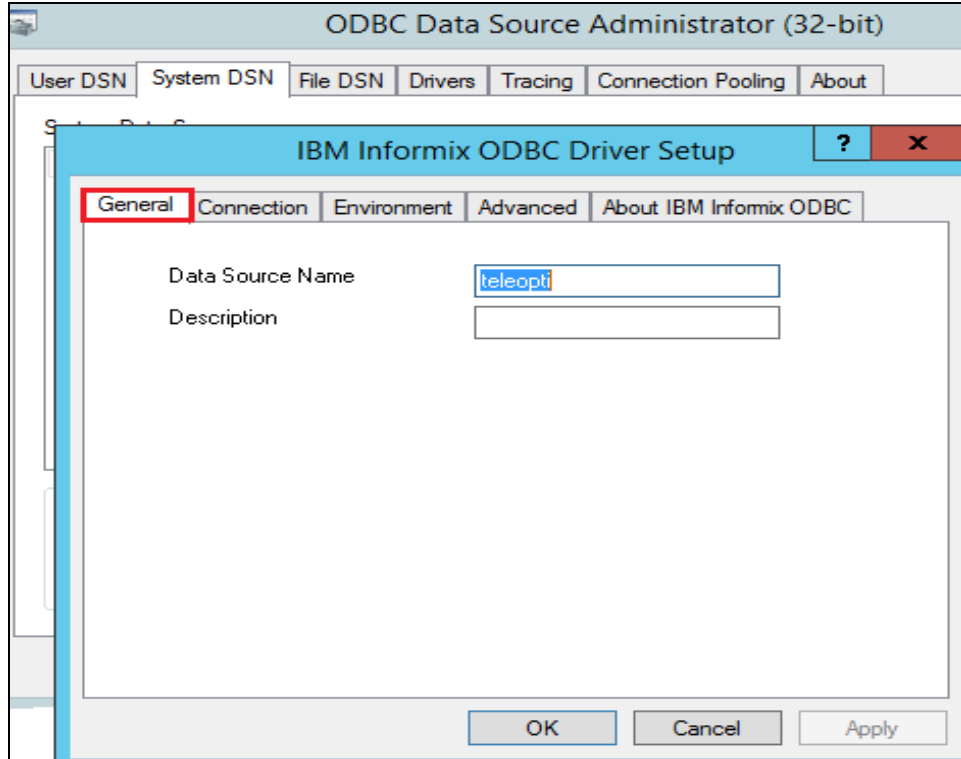 ODBC Data Source Administrator (32-bit)
User DSN System DSN File DSN Drivers Tracing Connection Pooling About
IBM Informix ODBC Driver Setup ? x
General Connection Environment Advanced About IBM Informix ODBC
Data Source Name teleopti
Description
OK Cancel Apply